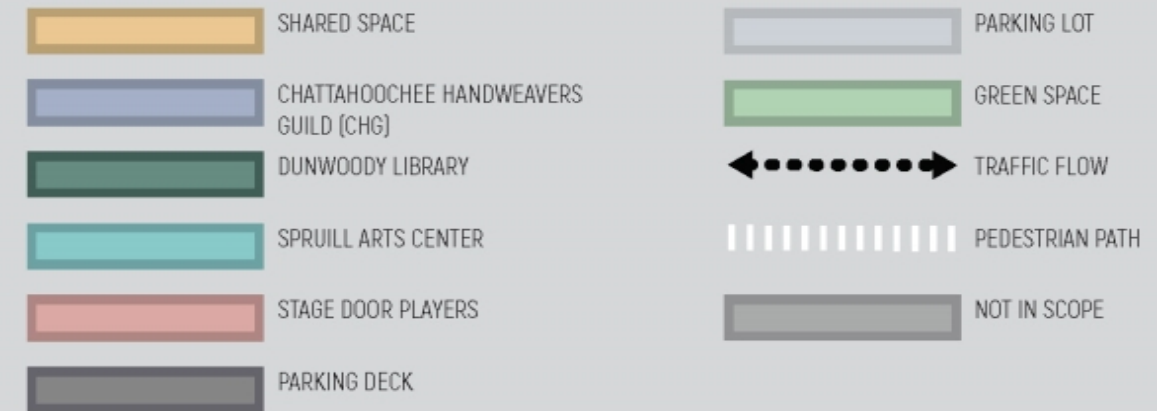 SHARED SPACE
CHATTAHOOCHEE HANDWEAVERS
GUILD (CHG)
DUNWOODY LIBRARY
SPRUILL ARTS CENTER
STAGE DOOR PLAYERS
PARKING DECK
PARKING LOT
GREEN SPACE
TRAFFIC FLOW
PEDESTRIAN PATH
NOT IN SCOPE